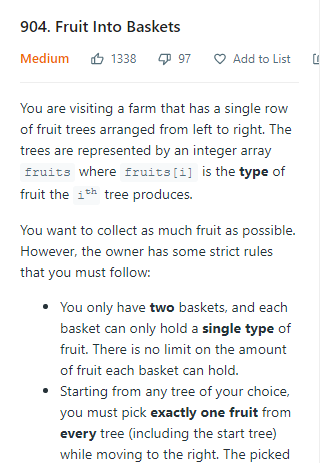 904. Fruit Into Baskets
Medium 1338 97 Add to List
You are visiting a farm that has a single row
of fruit trees arranged from left to right. The
trees are represented by an integer array
fruits where fruits[i] is the type of
fruit the ith tree produces.
You want to collect as much fruit as possible.
However, the owner has some strict rules
that you must follow:
• You only have two baskets, and each
basket can only hold a single type of
fruit. There is no limit on the amount
of fruit each basket can hold.
• Starting from any tree of your choice,
you must pick exactly one fruit from
every tree (including the start tree)
while moving to the right. The picked